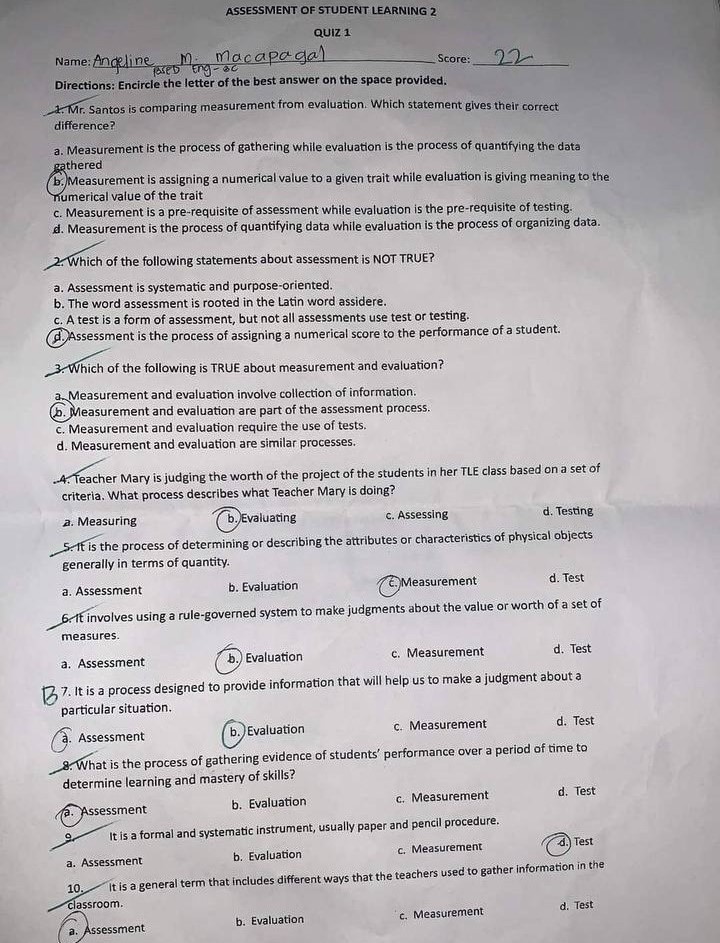 ASSESSMENT OF STUDENT LEARNING 2
QUIZ 1
Name: Angeline M. Macapagal Score: 22
BSED Eng-2C
Directions: Encircle the letter of the best answer on the space provided.
1. Mr. Santos is comparing measurement from evaluation. Which statement gives their correct
difference?
a. Measurement is the process of gathering while evaluation is the process of quantifying the data
gathered
b. Measurement is assigning a numerical value to a given trait while evaluation is giving meaning to the
numerical value of the trait
c. Measurement is a pre-requisite of assessment while evaluation is the pre-requisite of testing.
d. Measurement is the process of quantifying data while evaluation is the process of organizing data.
2. Which of the following statements about assessment is NOT TRUE?
a. Assessment is systematic and purpose-oriented.
b. The word assessment is rooted in the Latin word assidere.
c. A test is a form of assessment, but not all assessments use test or testing.
d. Assessment is the process of assigning a numerical score to the performance of a student.
3. Which of the following is TRUE about measurement and evaluation?
a. Measurement and evaluation involve collection of information.
b. Measurement and evaluation are part of the assessment process.
c. Measurement and evaluation require the use of tests.
d. Measurement and evaluation are similar processes.
4. Teacher Mary is judging the worth of the project of the students in her TLE class based on a set of
criteria. What process describes what Teacher Mary is doing?
a. Measuring b. Evaluating c. Assessing d. Testing
5. It is the process of determining or describing the attributes or characteristics of physical objects
generally in terms of quantity.
a. Assessment b. Evaluation c. Measurement d. Test
6. It involves using a rule-governed system to make judgments about the value or worth of a set of
measures.
a. Assessment b. Evaluation c. Measurement d. Test
B 7. It is a process designed to provide information that will help us to make a judgment about a
particular situation.
a. Assessment b. Evaluation c. Measurement d. Test
8. What is the process of gathering evidence of students' performance over a period of time to
determine learning and mastery of skills?
a. Assessment b. Evaluation c. Measurement d. Test
9. It is a formal and systematic instrument, usually paper and pencil procedure.
a. Assessment b. Evaluation c. Measurement d. Test
10. It is a general term that includes different ways that the teachers used to gather information in the
classroom.
a. Assessment b. Evaluation c. Measurement d. Test